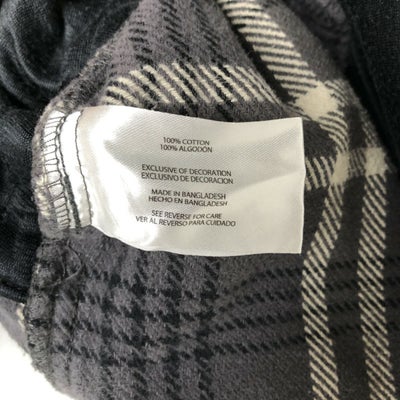 100% COTTON
100% ALGODON
EXCLUSIVE OF DECORATION
EXCLUSIVO DE DECORACION
MADE IN BANGLADESH
HECHO EN BANGLADESH
SEE REVERSE FOR CARE
VER AL REVERSO PARA CUIDADO